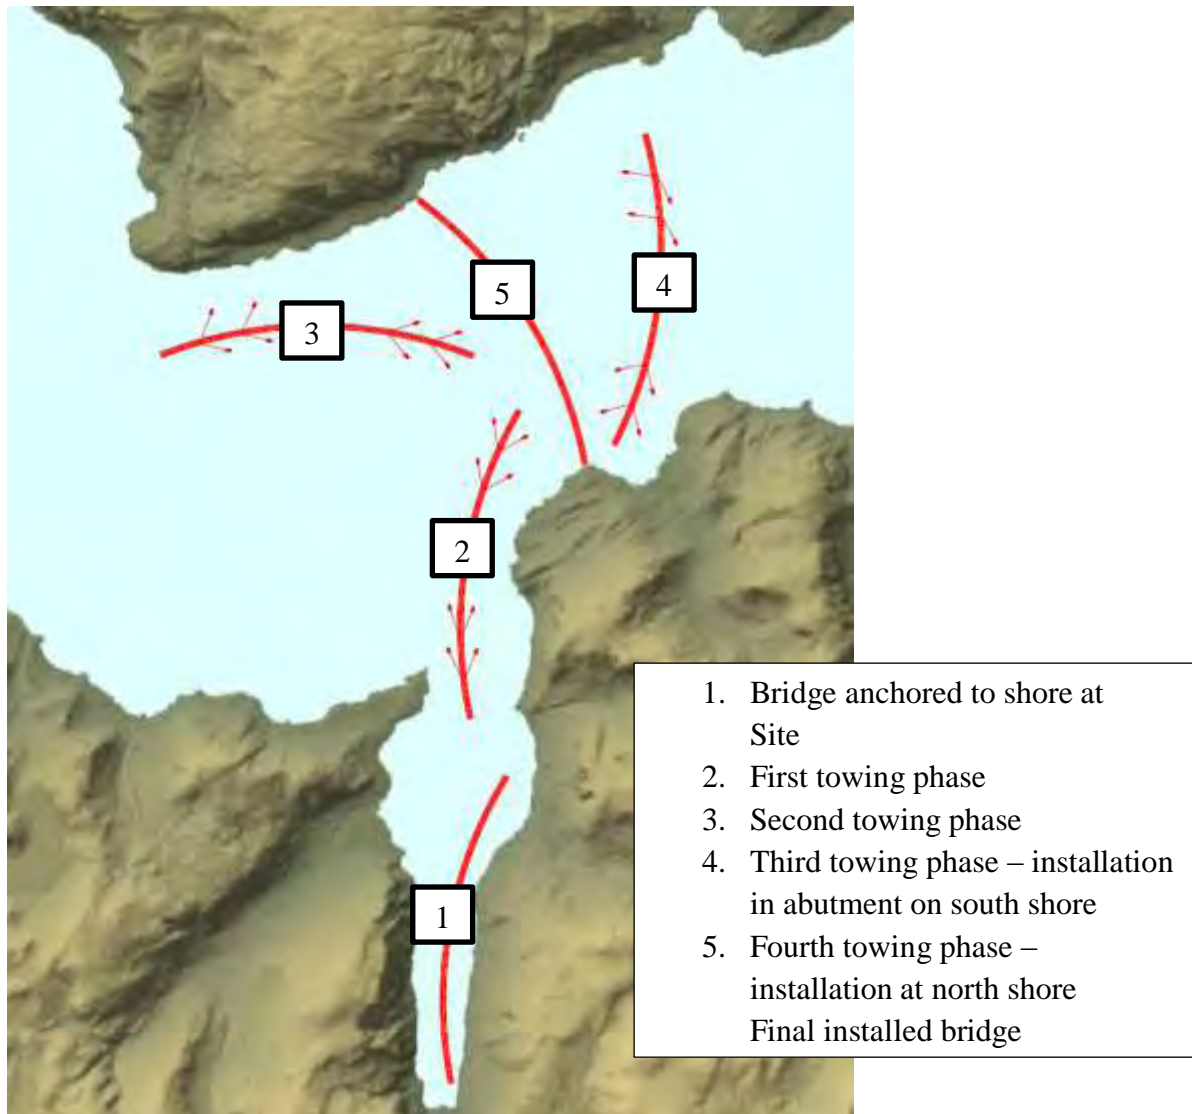 5
4
3
2
1
1. Bridge anchored to shore at
Site
2. First towing phase
3. Second towing phase
4. Third towing phase – installation
in abutment on south shore
5. Fourth towing phase –
installation at north shore
Final installed bridge